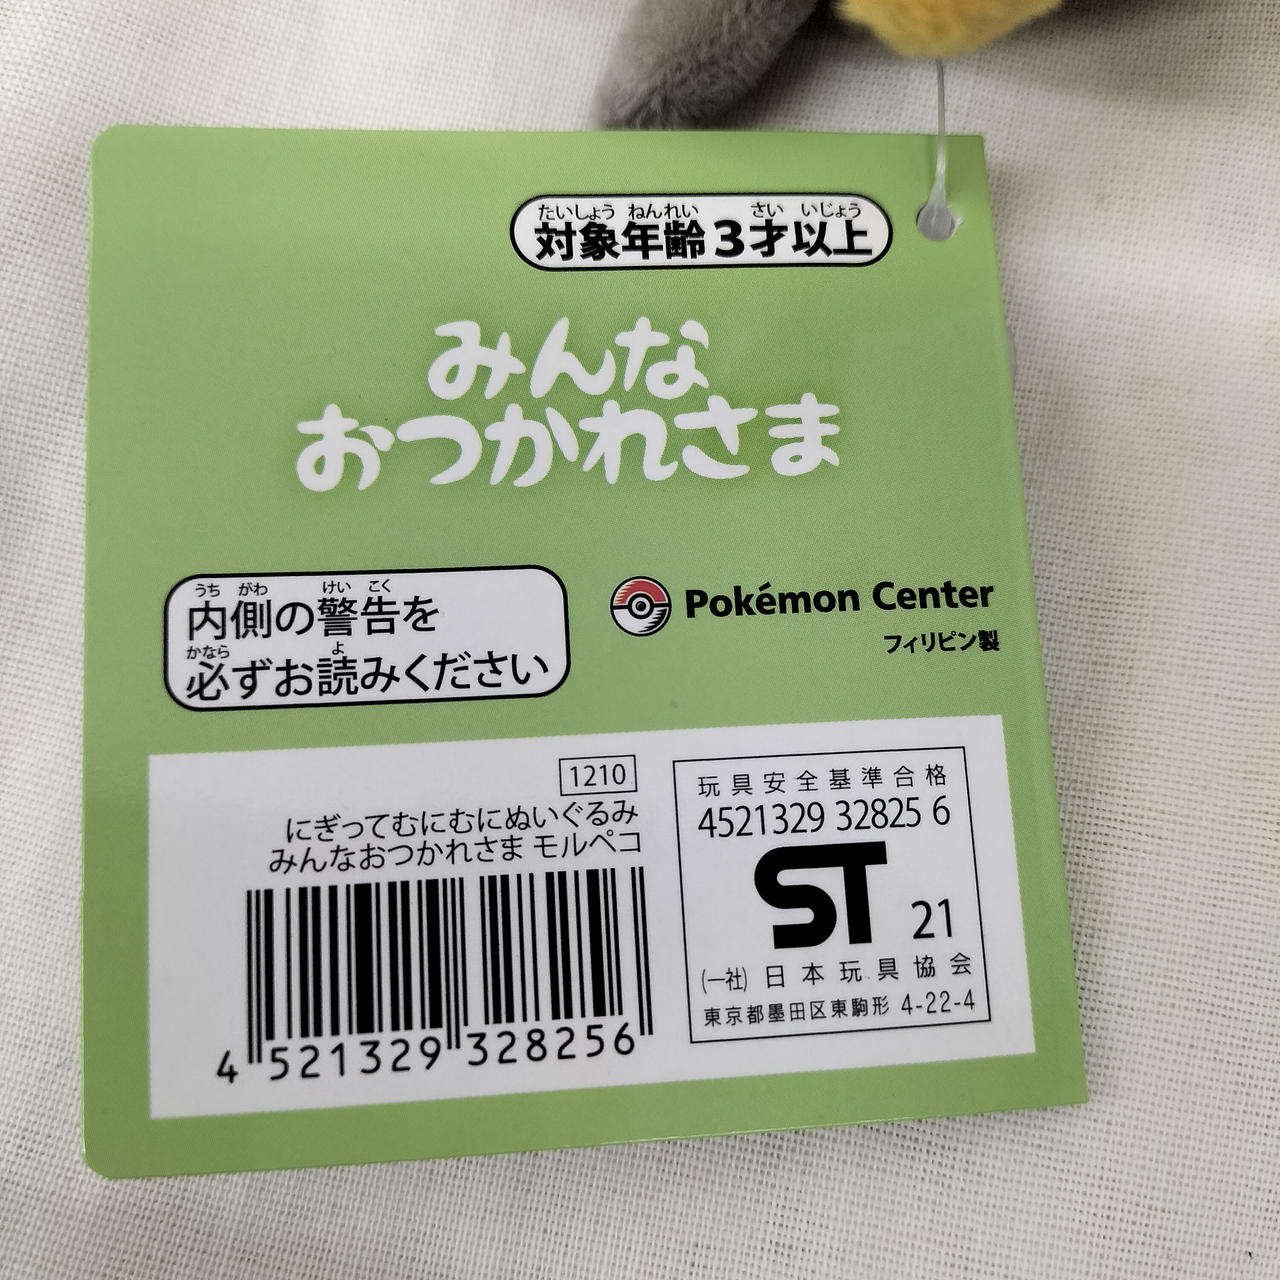 たいしょう ねんれい さい いじょう
対象年齢3才以上
みんな
おつかれさま
うち がわ けい こく
内側の警告を
かなら よ
必ずお読みください
Pokémon Center
フィリピン製
1210
にぎってむにむにぬいぐるみ
みんなおつかれさま モルペコ
4 521329 328256
玩具安全基準合格
4521329 32825 6
ST 21
(一社) 日本玩具協会
東京都墨田区東駒形 4-22-4